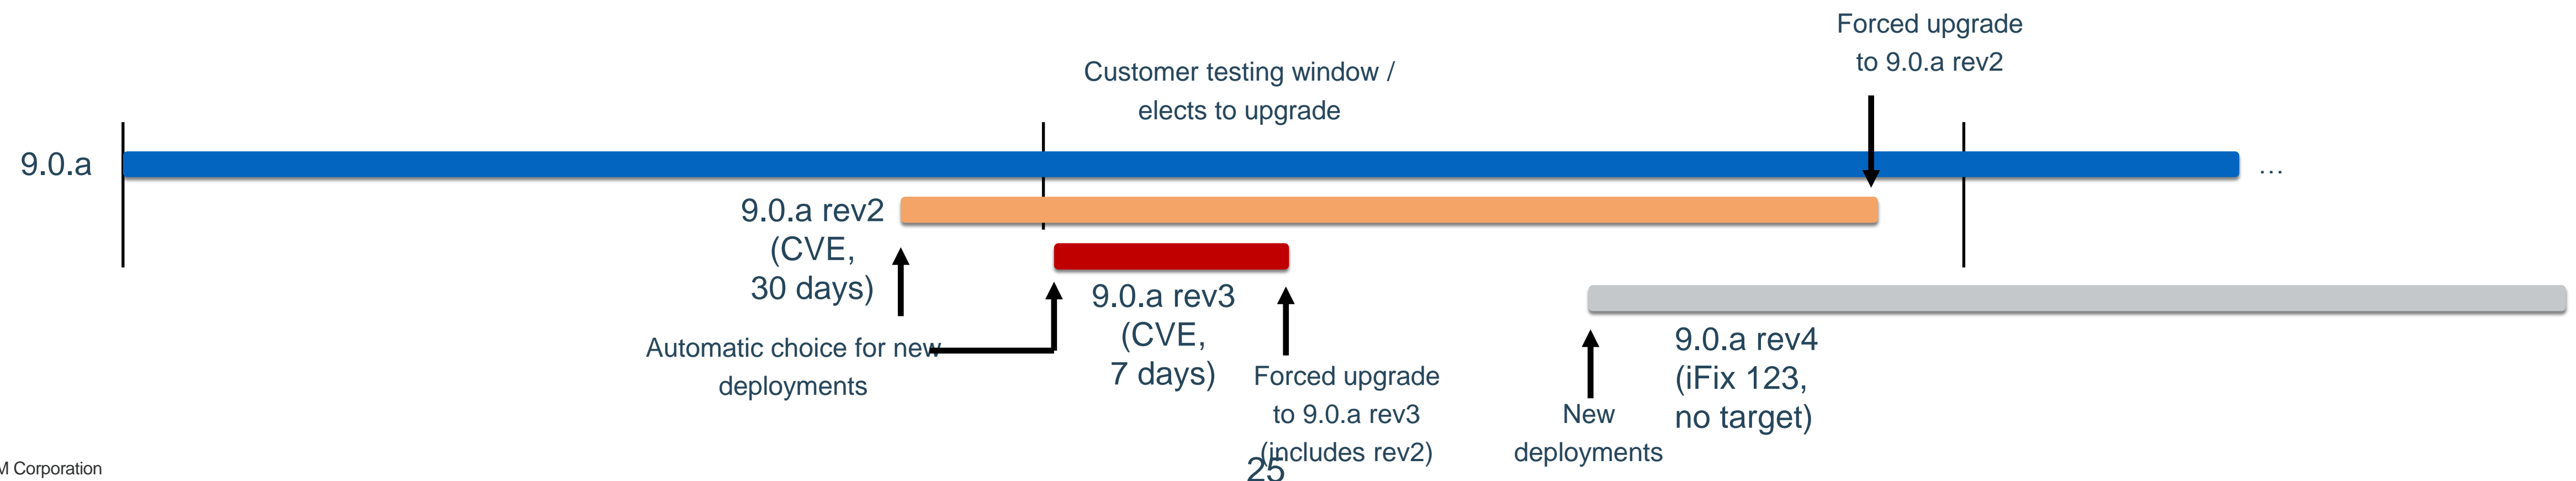 Forced upgrade
to 9.0.a rev2
Customer testing window /
elects to upgrade
9.0.a
...
9.0.a rev2
(CVE,
30 days)
Automatic choice for new
deployments
9.0.a rev3
(CVE,
7 days)
Forced upgrade
to 9.0.a rev3
(includes rev2)
New
deployments
9.0.a rev4
(iFix 123,
no target)
M Corporation
25